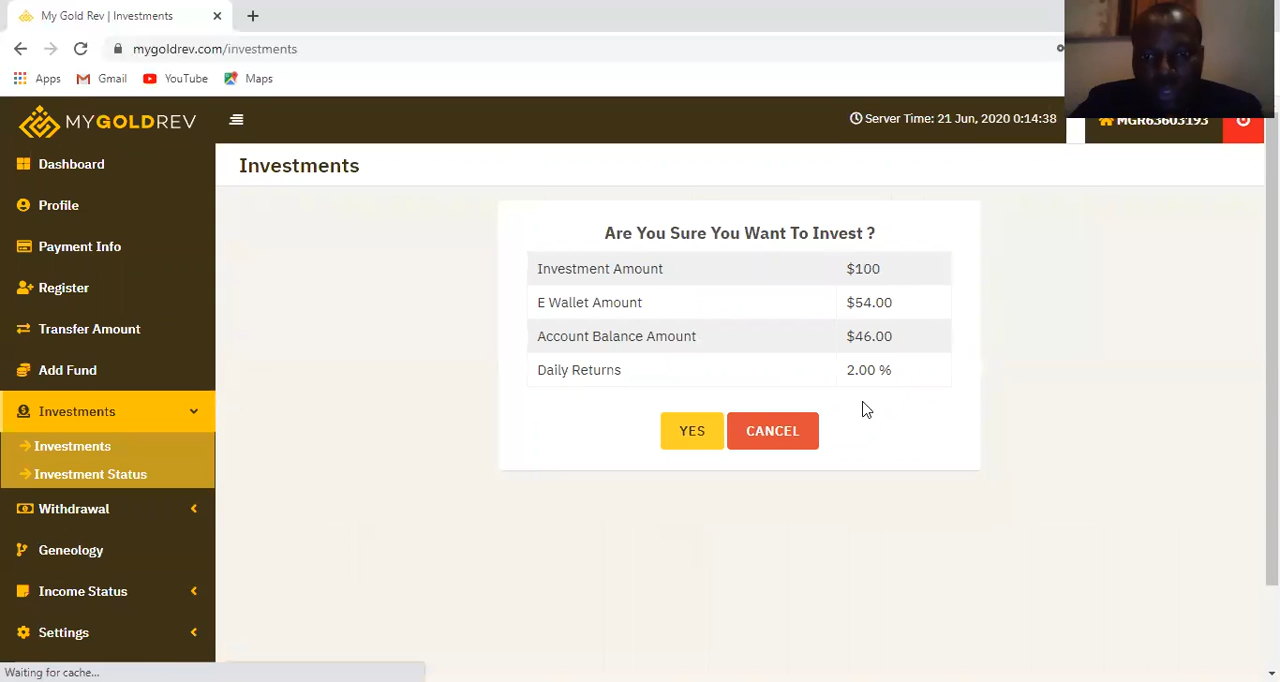 My Gold Rev | Investments
mygoldrev.com/investments
Apps Gmail YouTube Maps
MYGOLDREV
Server Time: 21 Jun, 2020 0:14:38
MGR63603193
Dashboard
Profile
Payment Info
Register
Transfer Amount
Add Fund
Investments
Investments
Investment Status
Withdrawal
Geneology
Income Status
Settings
Investments
Are You Sure You Want To Invest ?
Investment Amount $100
E Wallet Amount $54.00
Account Balance Amount $46.00
Daily Returns 2.00 %
YES CANCEL
Waiting for cache...